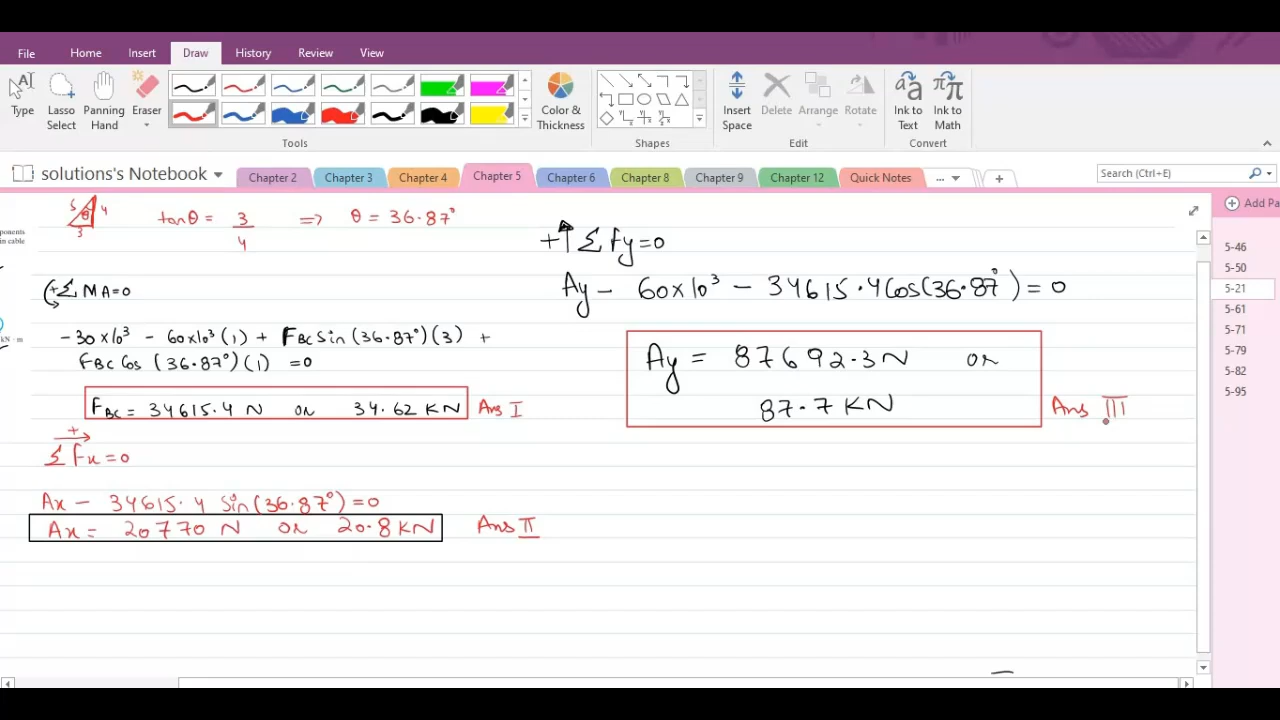 File Home Insert Draw History Review View
Type Lasso Select Panning Hand Eraser Color & Thickness Insert Space Delete Arrange Rotate Ink to Text Ink to Math
Tools Shapes Edit Convert
solutions's Notebook Chapter 2 Chapter 3 Chapter 4 Chapter 5 Chapter 6 Chapter 8 Chapter 9 Chapter 12 Quick Notes ... + Search (Ctrl+E)
Add Pa
5-46
5-50
5-21
5-61
5-71
5-79
5-82
5-95
ponents
in cable
kN · m
5 4 θ 3
tanθ = 3/4 => θ = 36.87°
+ΣMA=0
-30×10³ - 60×10³(1) + FBC Sin(36.87°)(3) +
FBC Cos (36.87°)(1) =0
FBC = 34615.4 N or 34.62 KN Ans I
+
ΣFx=0
Ax - 34615.4 Sin(36.87°)=0
Ax = 20770 N or 20.8KN Ans II
+↑ΣFy=0
Ay - 60×10³ - 34615.4Cos(36.87°)=0
Ay = 87692.3N or
87.7 KN Ans III